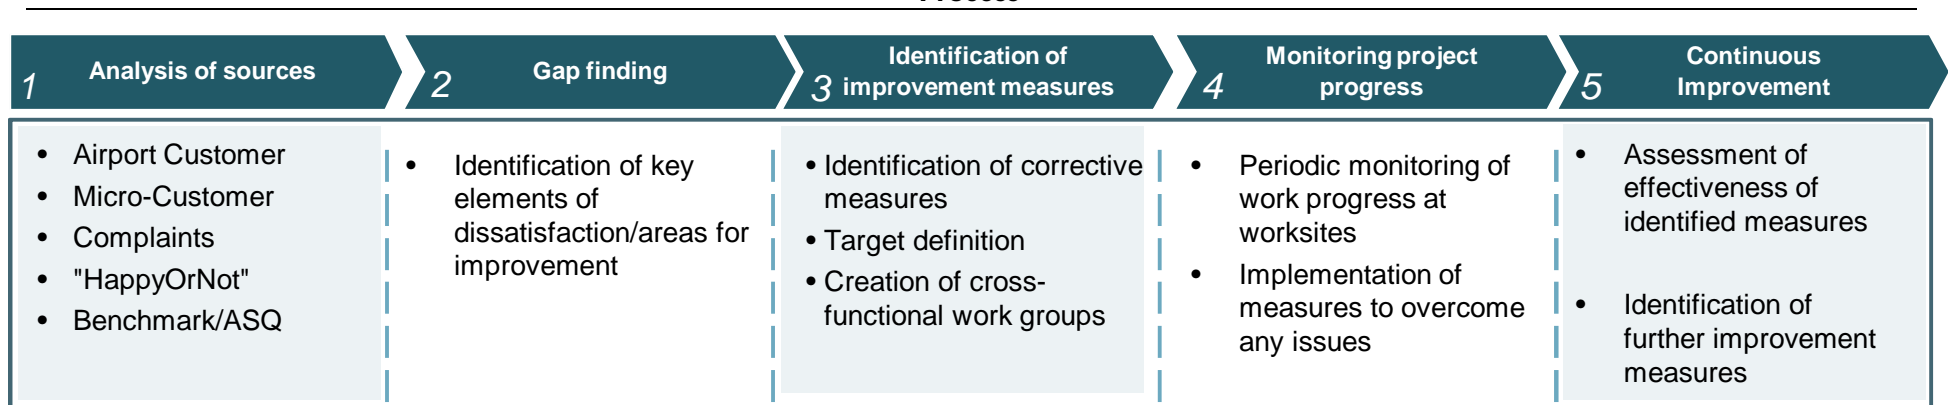 1 Analysis of sources
2 Gap finding
3 Identification of
improvement measures
4 Monitoring project
progress
5 Continuous
Improvement
• Airport Customer
• Micro-Customer
• Complaints
• "HappyOrNot"
• Benchmark/ASQ
• Identification of key
elements of
dissatisfaction/areas for
improvement
• Identification of corrective
measures
• Target definition
• Creation of cross-
functional work groups
• Periodic monitoring of
work progress at
worksites
• Implementation of
measures to overcome
any issues
• Assessment of
effectiveness of
identified measures
• Identification of
further improvement
measures